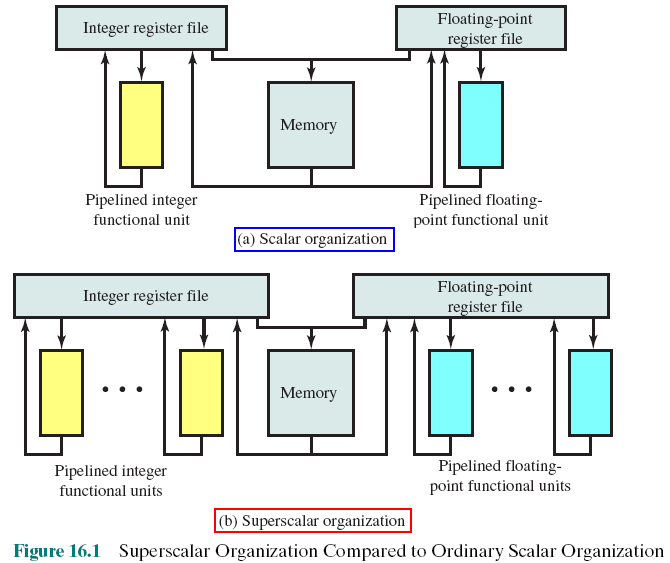 Integer register file
Floating-point
register file
Memory
Pipelined integer
functional unit
Pipelined floating-
point functional unit
(a) Scalar organization
Integer register file
Floating-point
register file
• • •
Memory
• • •
Pipelined integer
functional units
Pipelined floating-
point functional units
(b) Superscalar organization
Figure 16.1 Superscalar Organization Compared to Ordinary Scalar Organization